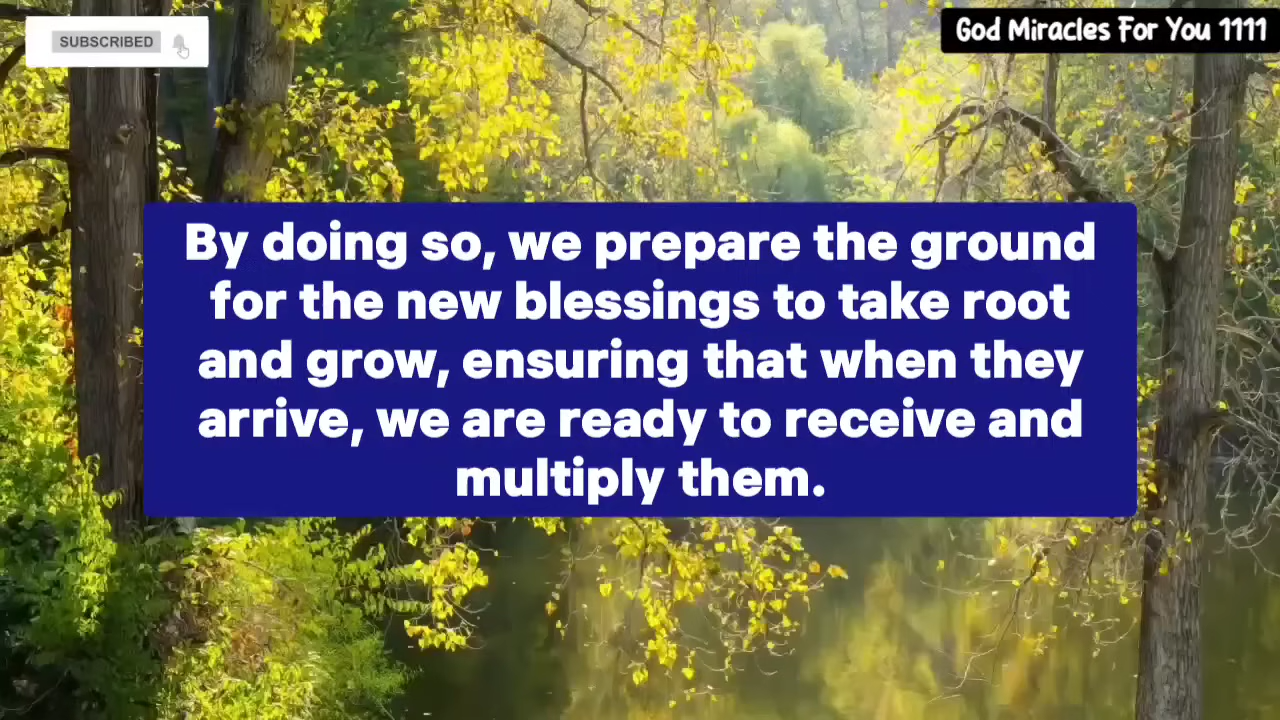 SUBSCRIBED
God Miracles For You 1111
By doing so, we prepare the ground
for the new blessings to take root
and grow, ensuring that when they
arrive, we are ready to receive and
multiply them.